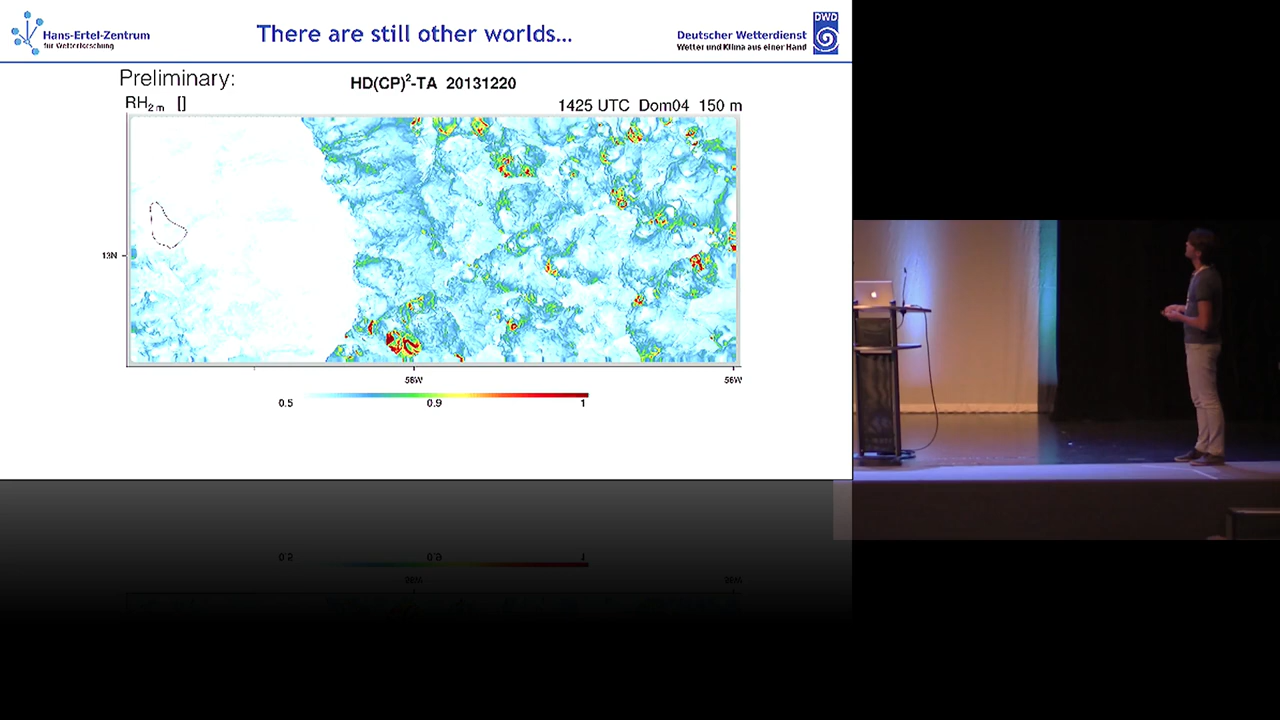 Hans-Ertel-Zentrum
für Wetterforschung
There are still other worlds...
Deutscher Wetterdienst
Wetter und Klima aus einer Hand
DWD
Preliminary:
HD(CP)²-TA 20131220
RH₂ₘ []
1425 UTC Dom04 150 m
13N
56W
56W
0.5
0.9
1